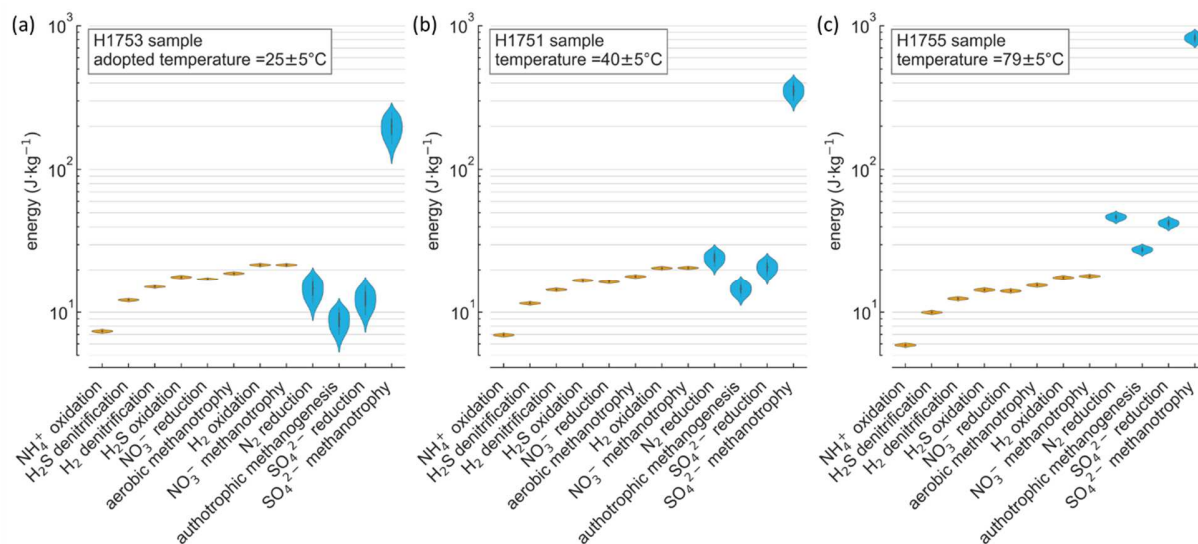 (a)
10³
H1753 sample
adopted temperature =25±5°C
energy (J·kg⁻¹)
10²
10¹
NH₄⁺ oxidation
H₂S denitrification
H₂ denitrification
H₂S oxidation
NO₃⁻ reduction
aerobic methanotrophy
H₂ oxidation
NO₃⁻ methanotrophy
N₂ reduction
authotrophic methanogenesis
SO₄²⁻ reduction
SO₄²⁻ methanotrophy
(b)
10³
H1751 sample
temperature =40±5°C
energy (J·kg⁻¹)
10²
10¹
NH₄⁺ oxidation
H₂S denitrification
H₂ denitrification
H₂S oxidation
NO₃⁻ reduction
aerobic methanotrophy
H₂ oxidation
NO₃⁻ methanotrophy
N₂ reduction
authotrophic methanogenesis
SO₄²⁻ reduction
SO₄²⁻ methanotrophy
(c)
10³
H1755 sample
temperature =79±5°C
energy (J·kg⁻¹)
10²
10¹
NH₄⁺ oxidation
H₂S denitrification
H₂ denitrification
H₂S oxidation
NO₃⁻ reduction
aerobic methanotrophy
H₂ oxidation
NO₃⁻ methanotrophy
N₂ reduction
authotrophic methanogenesis
SO₄²⁻ reduction
SO₄²⁻ methanotrophy